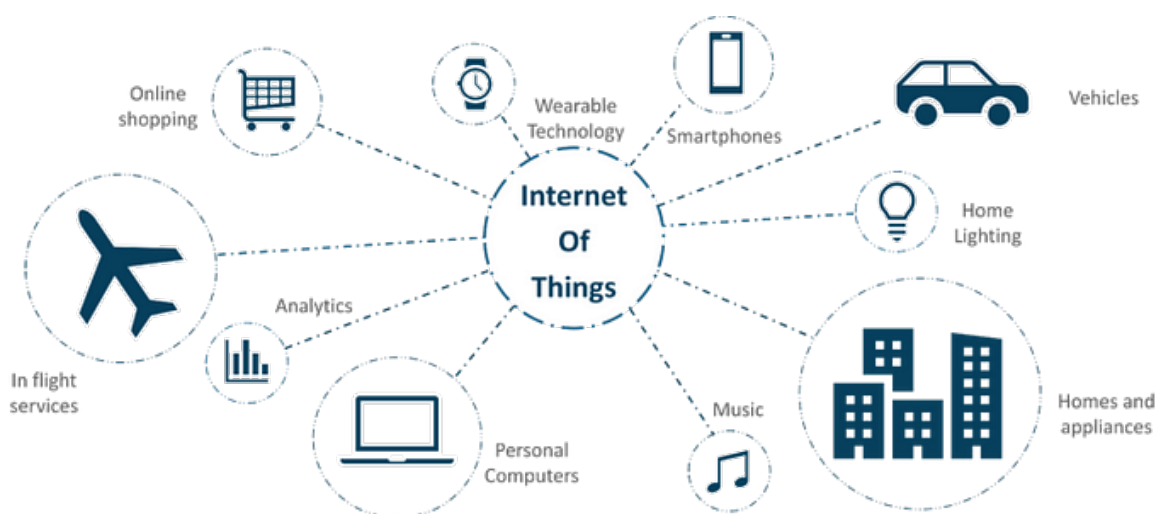 Online
shopping
Wearable
Technology
Smartphones
Vehicles
Internet
Of
Things
Home
Lighting
In flight
services
Analytics
Personal
Computers
Music
Homes and
appliances